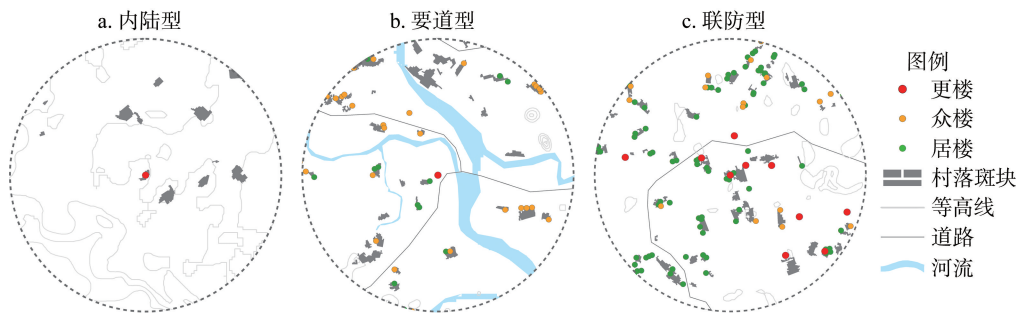 a. 内陆型
b. 要道型
c. 联防型
图例
更楼
众楼
居楼
村落斑块
等高线
道路
河流